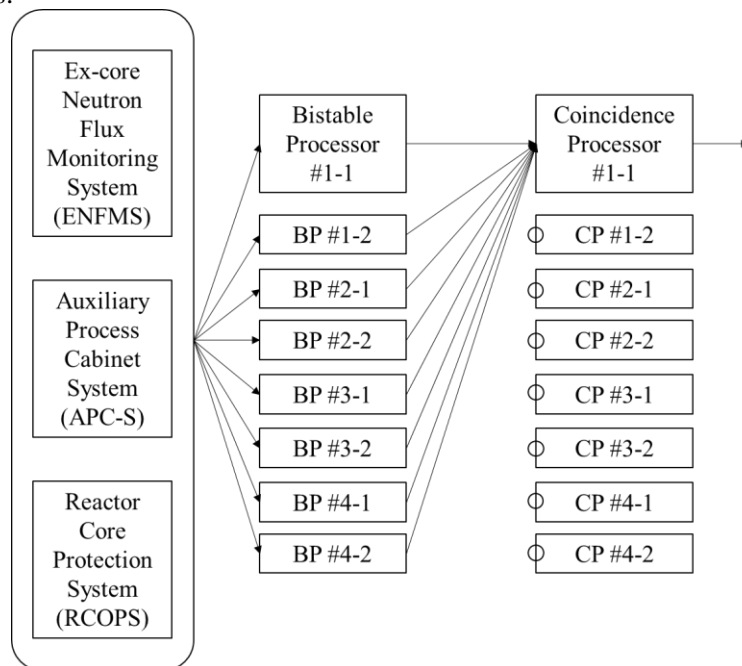 Ex-core
Neutron
Flux
Monitoring
System
(ENFMS)
Auxiliary
Process
Cabinet
System
(APC-S)
Reactor
Core
Protection
System
(RCOPS)
Bistable
Processor
#1-1
BP #1-2
BP #2-1
BP #2-2
BP #3-1
BP #3-2
BP #4-1
BP #4-2
Coincidence
Processor
#1-1
CP #1-2
CP #2-1
CP #2-2
CP #3-1
CP #3-2
CP #4-1
CP #4-2